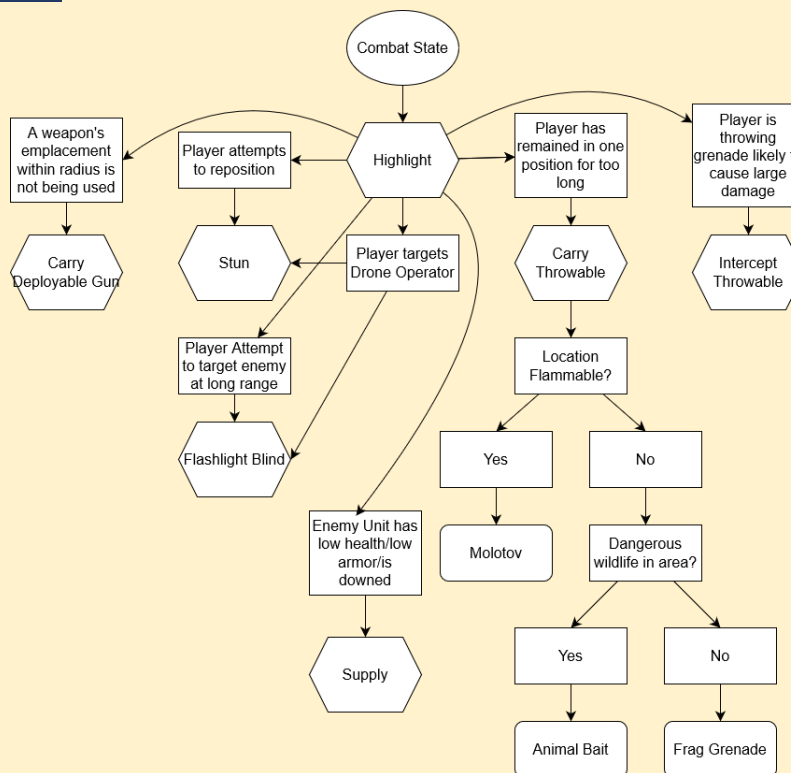 Combat State
A weapon's
emplacement
within radius is
not being used
Player attempts
to reposition
Highlight
Player has
remained in one
position for too
long
Player is
throwing
grenade likely
cause large
damage
Carry
Deployable Gun
Stun
Player targets
Drone Operator
Carry
Throwable
Intercept
Throwable
Player Attempt
to target enemy
at long range
Location
Flammable?
Flashlight Blind
Yes
No
Enemy Unit has
low health/low
armor/is
downed
Molotov
Dangerous
wildlife in area?
Supply
Yes
No
Animal Bait
Frag Grenade